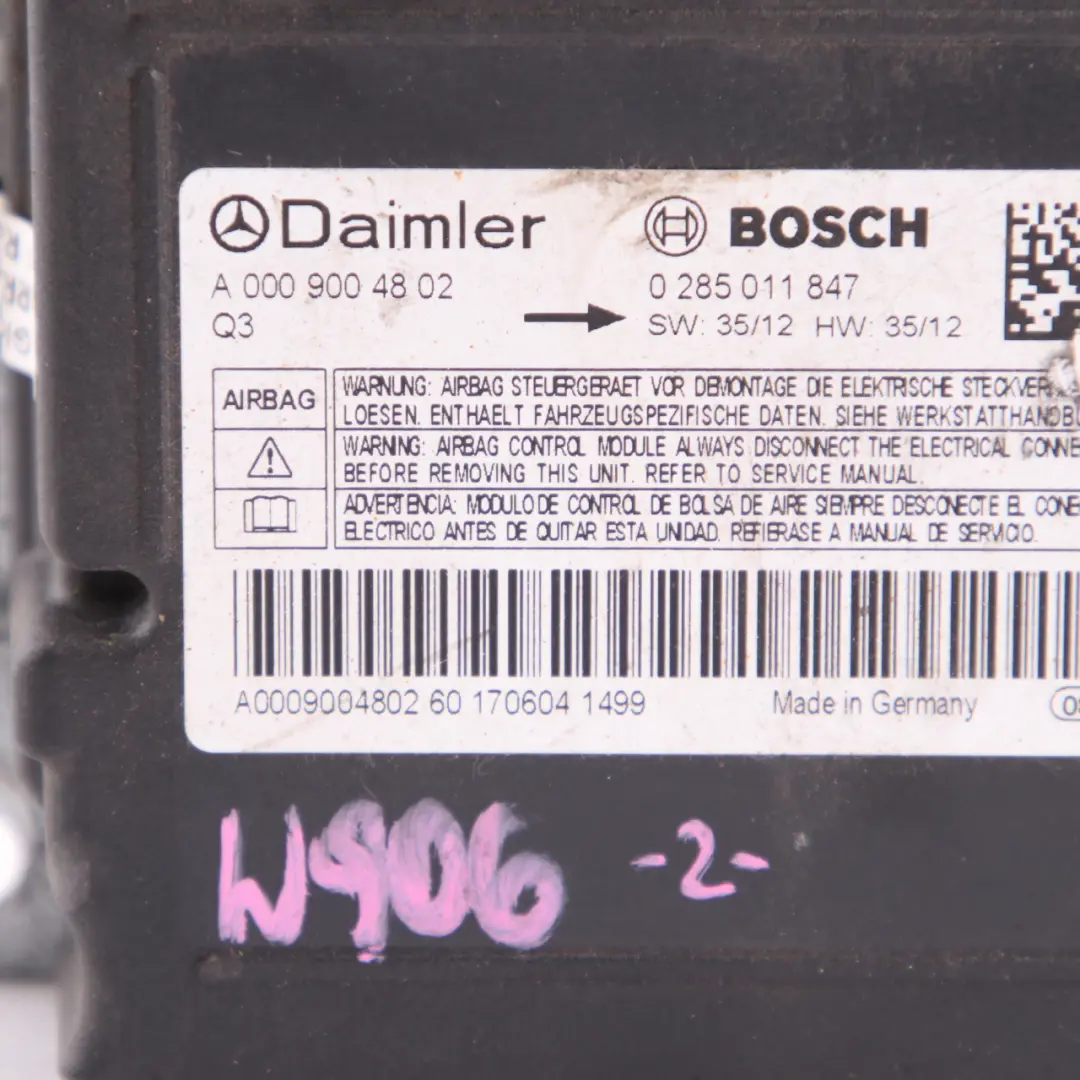 Daimler
BOSCH
A 000 900 48 02
0 285 011 847
Q3
SW: 35/12 HW: 35/12
AIRBAG
WARNUNG: AIRBAG STEUERGERAET VOR DEMONTAGE DIE ELEKTRISCHE
LOESEN. ENTHAELT FAHRZEUGSPEZIFISCHE DATEN. SIEHE
WARNING: AIRBAG CONTROL MODULE ALWAYS DISCONNECT THE ELECTRICAL
BEFORE REMOVING THIS UNIT. REFER TO SERVICE MANUAL.
ADVERTENCIA: MODULO DE CONTROL DE BOLSA DE AIRE SIEMPRE DESCONECTE EL
ELECTRICO ANTES DE QUITAR ESTA UNIDAD. REFIERASE A MANUAL DE SERVICIO.
A0009004802 60 170604 1499
Made in Germany
W906 -2-